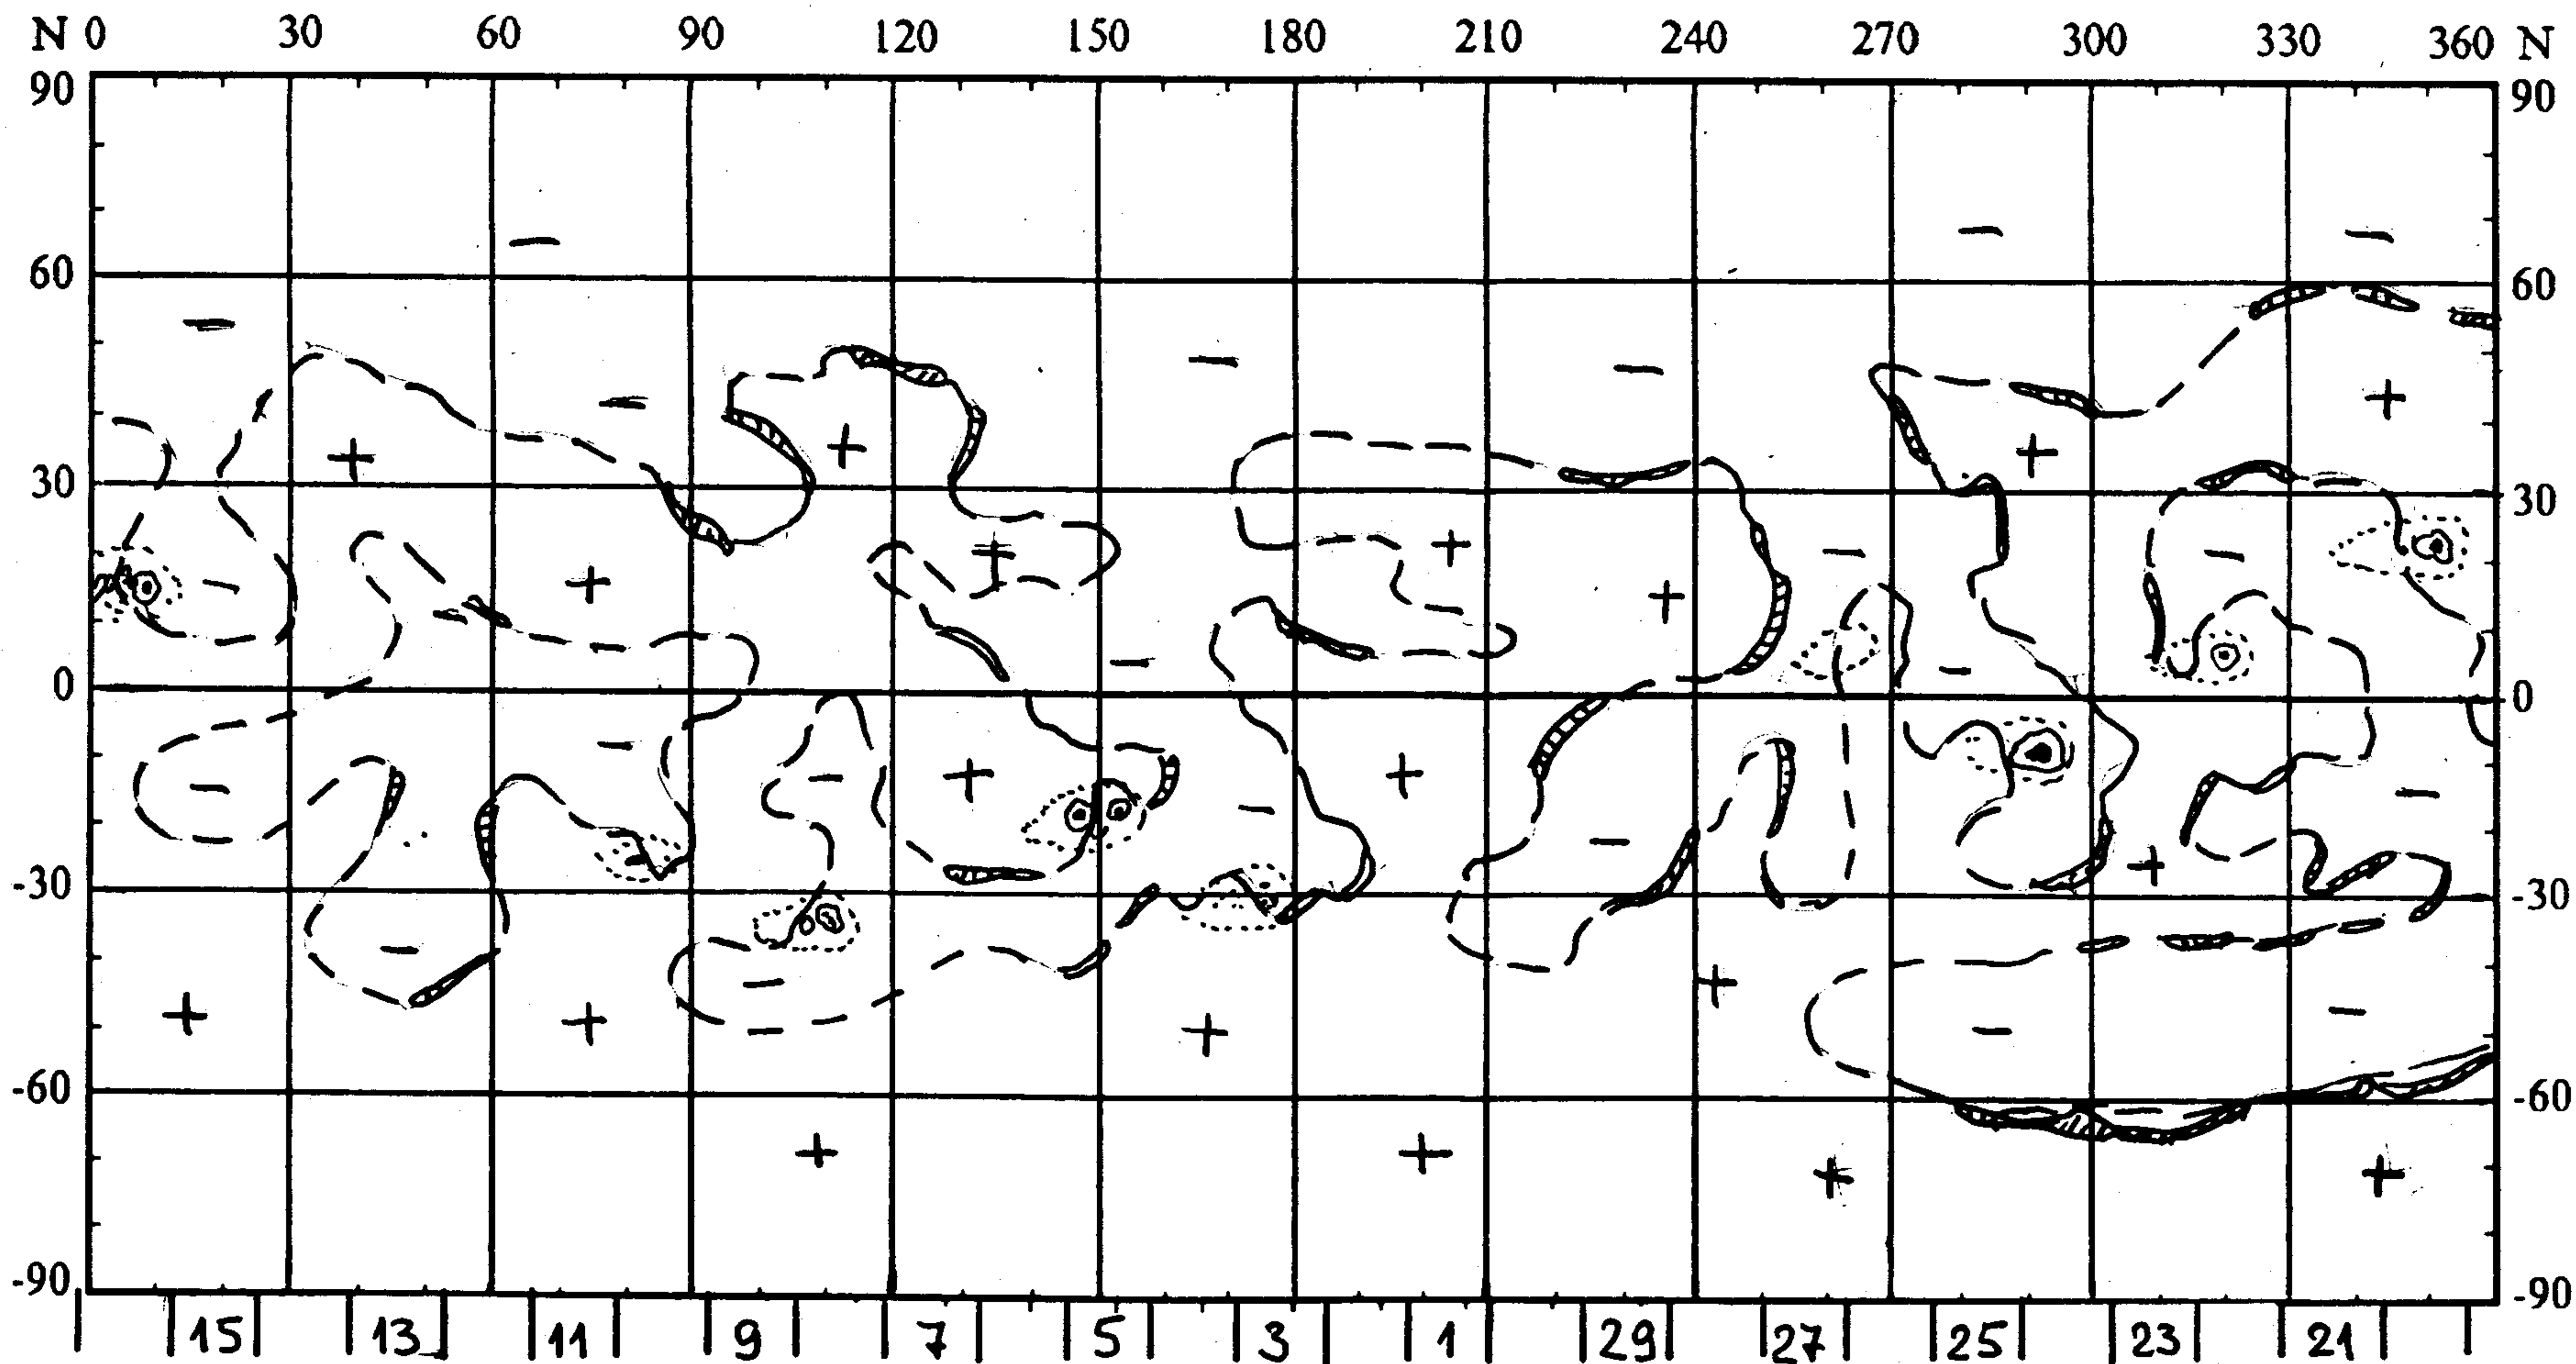 N 0 30 60 90 120 150 180 210 240 270 300 330 360 N
90 90
− − −
60 60
−
− −
− +
+ + +
30 30
+ + −
+ − −
+
− −
0 0
− + − + −
− − +
− +
-30 -30
− − +
+ + + − −
-60 -60
+ + + +
-90 -90
15 13 11 9 7 5 3 1 29 27 25 23 21